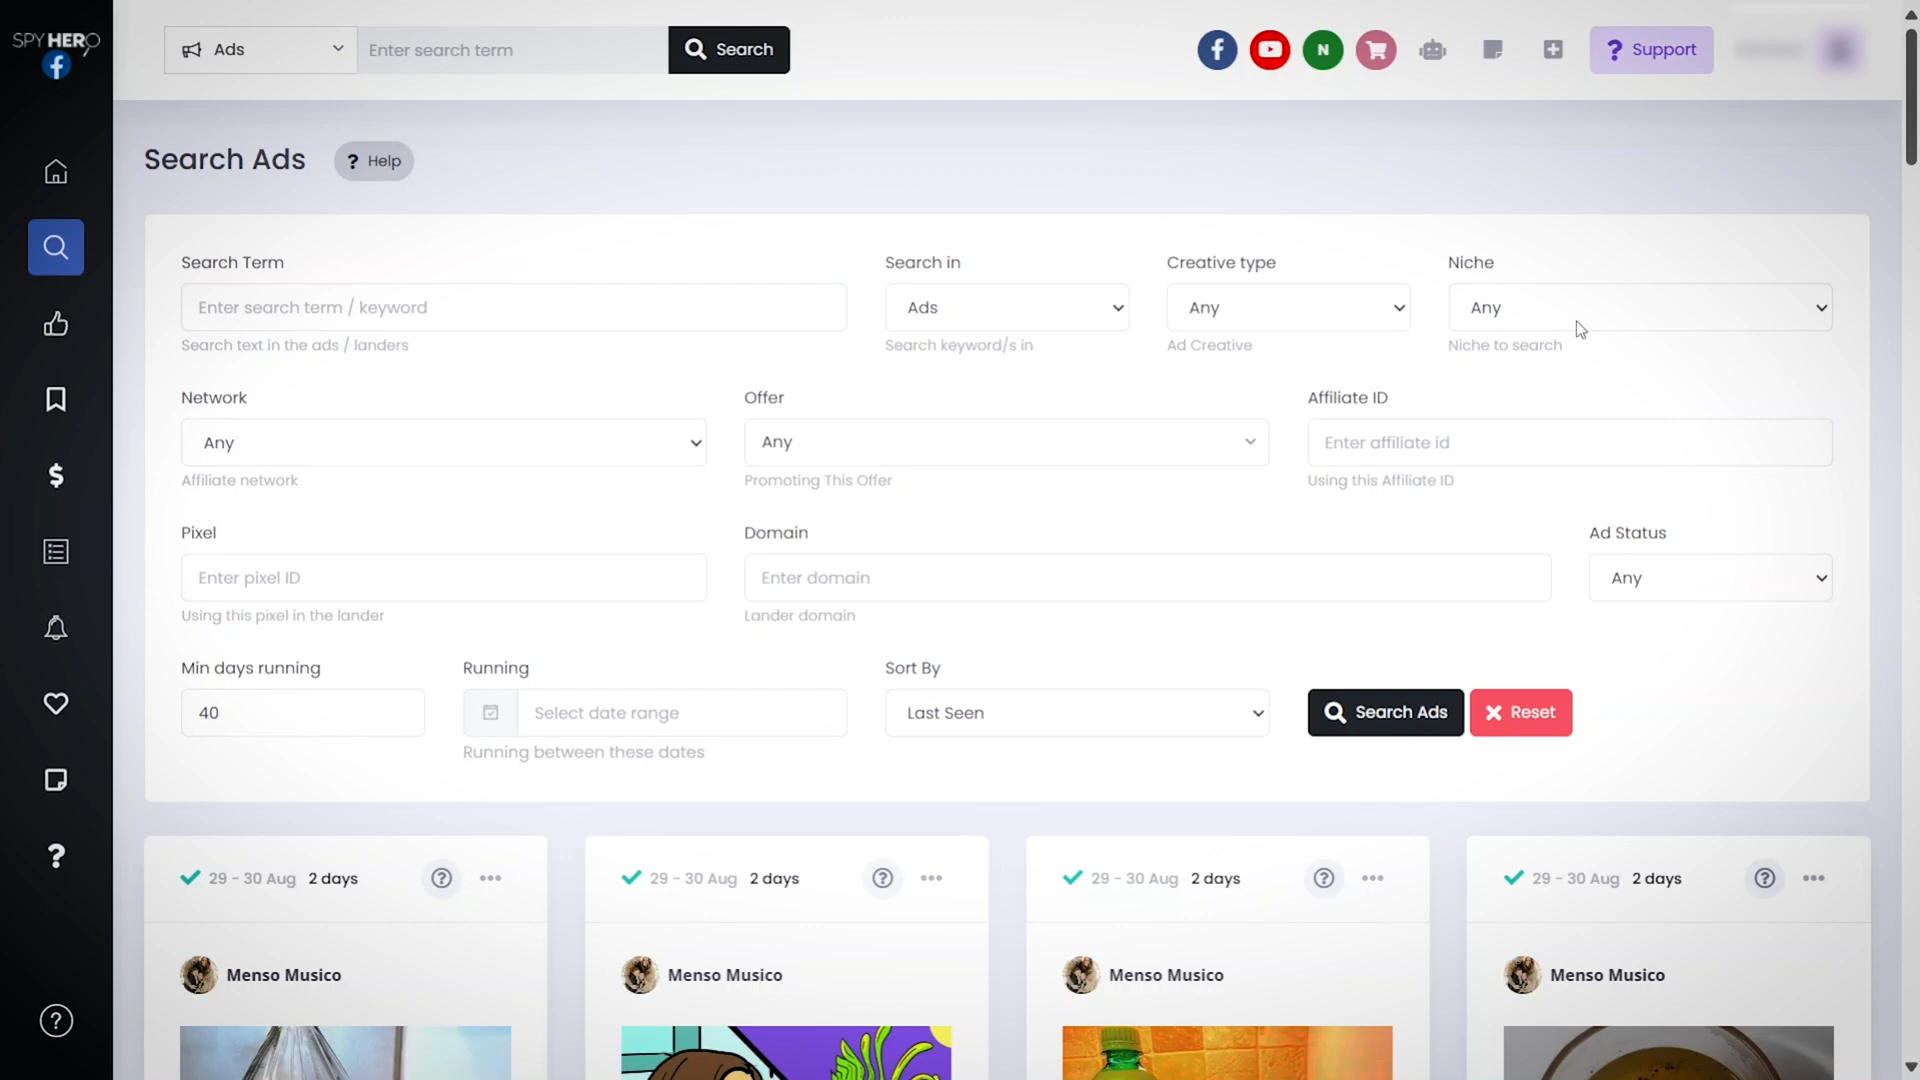 SPY HERO
Ads
Enter search term
Search
N
? Support
Search Ads
? Help
Search Term
Search in
Creative type
Niche
Enter search term / keyword
Ads
Any
Any
Search text in the ads / landers
Search keyword/s in
Ad Creative
Niche to search
Network
Offer
Affiliate ID
Any
Any
Enter affiliate id
Affiliate network
Promoting This Offer
Using this Affiliate ID
Pixel
Domain
Ad Status
Enter pixel ID
Enter domain
Any
Using this pixel in the lander
Lander domain
Min days running
Running
Sort By
40
Select date range
Last Seen
Search Ads
Reset
Running between these dates
29 - 30 Aug 2 days
29 - 30 Aug 2 days
29 - 30 Aug 2 days
29 - 30 Aug 2 days
Menso Musico
Menso Musico
Menso Musico
Menso Musico